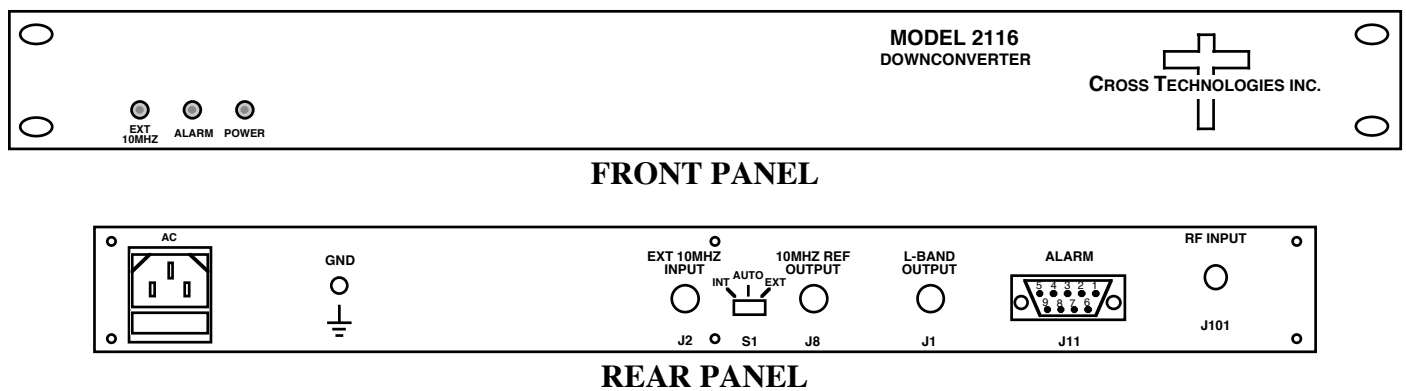 MODEL 2116
DOWNCONVERTER
CROSS TECHNOLOGIES INC.
EXT
10MHZ
ALARM
POWER
FRONT PANEL
AC
GND
EXT 10MHZ
INPUT
J2
INT
AUTO
EXT
S1
10MHZ REF
OUTPUT
J8
L-BAND
OUTPUT
J1
ALARM
5 4 3 2 1
9 8 7 6
J11
RF INPUT
J101
REAR PANEL